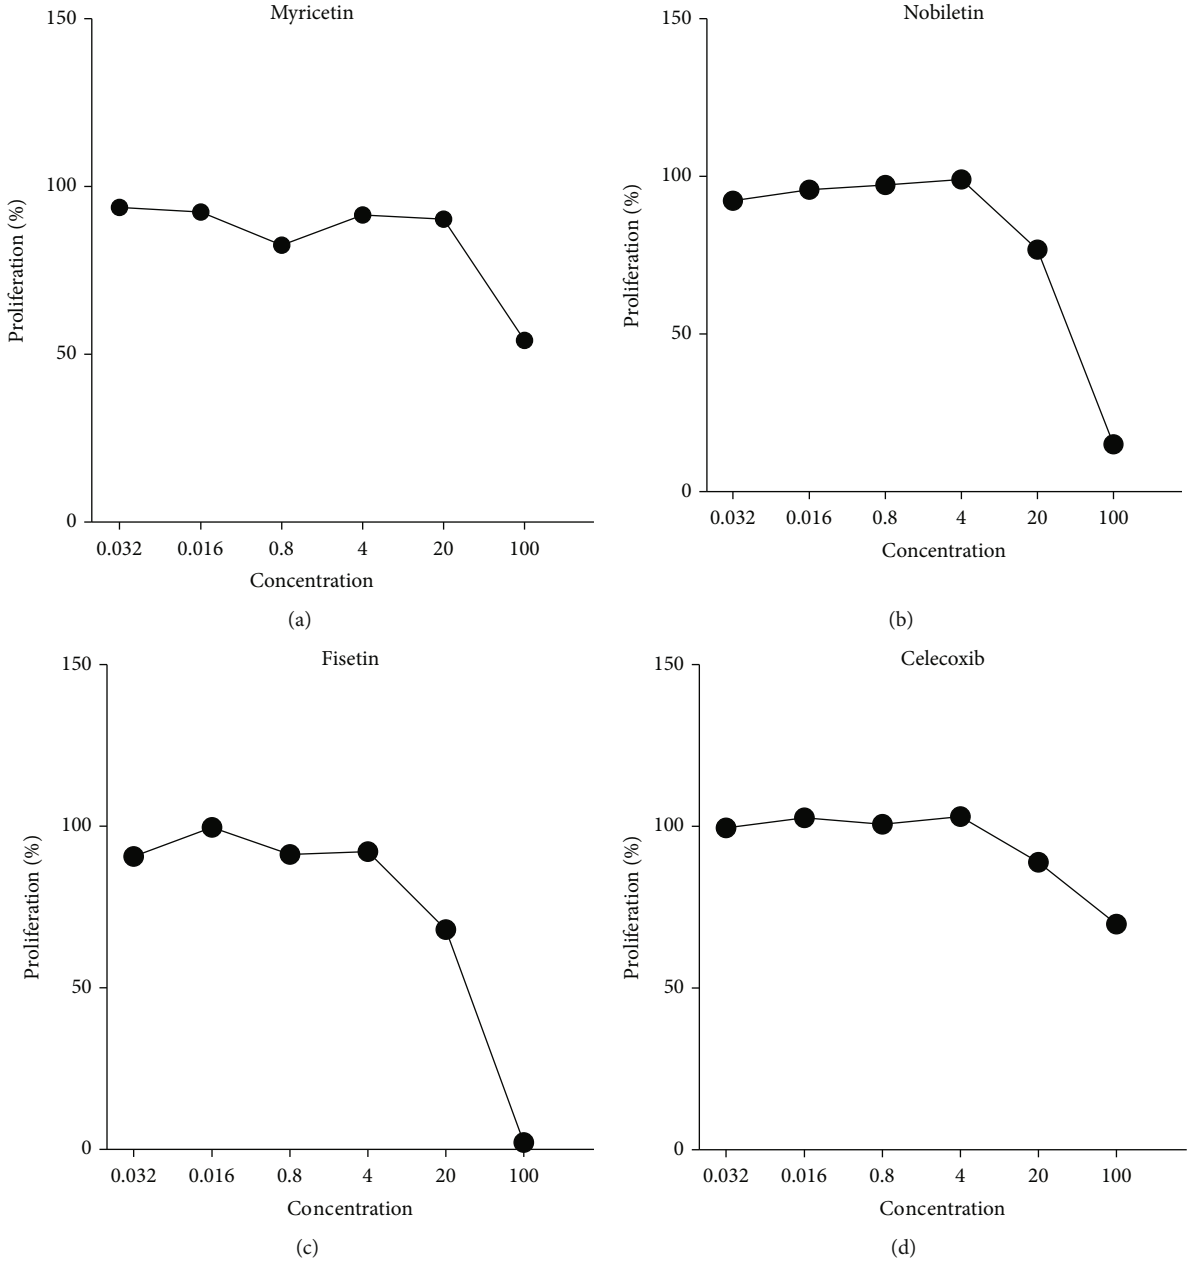 Myricetin
150
100
50
0
Proliferation (%)
0.032 0.016 0.8 4 20 100
Concentration
(a)
Nobiletin
150
100
50
0
Proliferation (%)
0.032 0.016 0.8 4 20 100
Concentration
(b)
Fisetin
150
100
50
0
Proliferation (%)
0.032 0.016 0.8 4 20 100
Concentration
(c)
Celecoxib
150
100
50
0
Proliferation (%)
0.032 0.016 0.8 4 20 100
Concentration
(d)